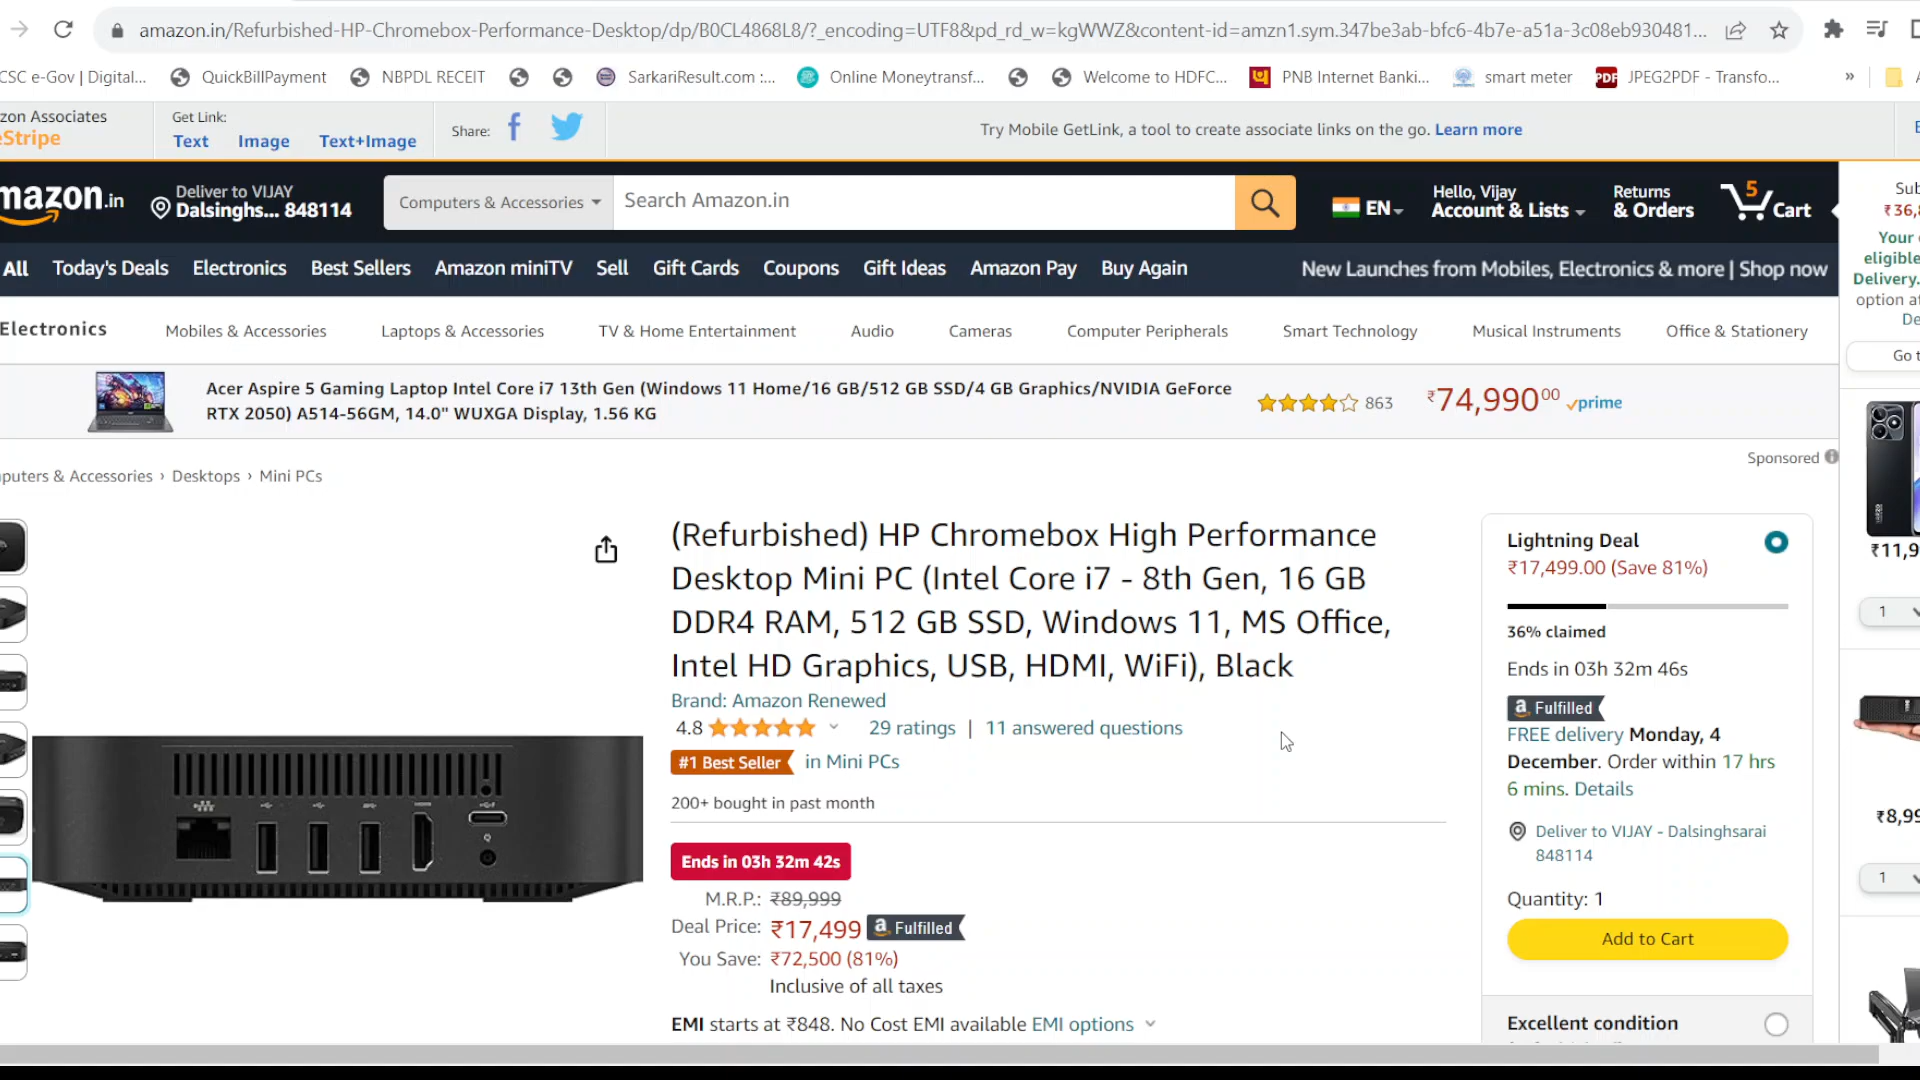 amazon.in/Refurbished-HP-Chromebox-Performance-Desktop/dp/B0CL4868L8/?_encoding=UTF8&pd_rd_w=kgWWZ&content-id=amzn1.sym.347be3ab-bfc6-4b7e-a51a-3c08eb930481...
CSC e-Gov | Digital... QuickBillPayment NBPDL RECEIT SarkariResult.com :... Online Moneytransf... Welcome to HDFC... PNB Internet Banki... smart meter PDF JPEG2PDF - Transfo... »
zon Associates Get Link:
eStripe Text Image Text+Image Share: Try Mobile GetLink, a tool to create associate links on the go. Learn more
mazon.in Deliver to VIJAY
Dalsinghs... 848114 Computers & Accessories Search Amazon.in EN Hello, Vijay
Account & Lists Returns
& Orders 5 Cart
All Today's Deals Electronics Best Sellers Amazon miniTV Sell Gift Cards Coupons Gift Ideas Amazon Pay Buy Again New Launches from Mobiles, Electronics & more | Shop now
Electronics Mobiles & Accessories Laptops & Accessories TV & Home Entertainment Audio Cameras Computer Peripherals Smart Technology Musical Instruments Office & Stationery
Acer Aspire 5 Gaming Laptop Intel Core i7 13th Gen (Windows 11 Home/16 GB/512 GB SSD/4 GB Graphics/NVIDIA GeForce
RTX 2050) A514-56GM, 14.0" WUXGA Display, 1.56 KG
863 ₹74,990⁰⁰ prime
Sponsored
puters & Accessories › Desktops › Mini PCs
(Refurbished) HP Chromebox High Performance
Desktop Mini PC (Intel Core i7 - 8th Gen, 16 GB
DDR4 RAM, 512 GB SSD, Windows 11, MS Office,
Intel HD Graphics, USB, HDMI, WiFi), Black
Brand: Amazon Renewed
4.8 29 ratings | 11 answered questions
#1 Best Seller in Mini PCs
200+ bought in past month
Ends in 03h 32m 42s
M.R.P.: ₹89,999
Deal Price: ₹17,499 a Fulfilled
You Save: ₹72,500 (81%)
Inclusive of all taxes
EMI starts at ₹848. No Cost EMI available EMI options
Lightning Deal
₹17,499.00 (Save 81%)
36% claimed
Ends in 03h 32m 46s
a Fulfilled
FREE delivery Monday, 4
December. Order within 17 hrs
6 mins. Details
Deliver to VIJAY - Dalsinghsarai
848114
Quantity: 1
Add to Cart
Excellent condition
Sub
₹36,8
Your
eligible
Delivery.
option at
De
Go t
₹11,9
1
₹8,99
1